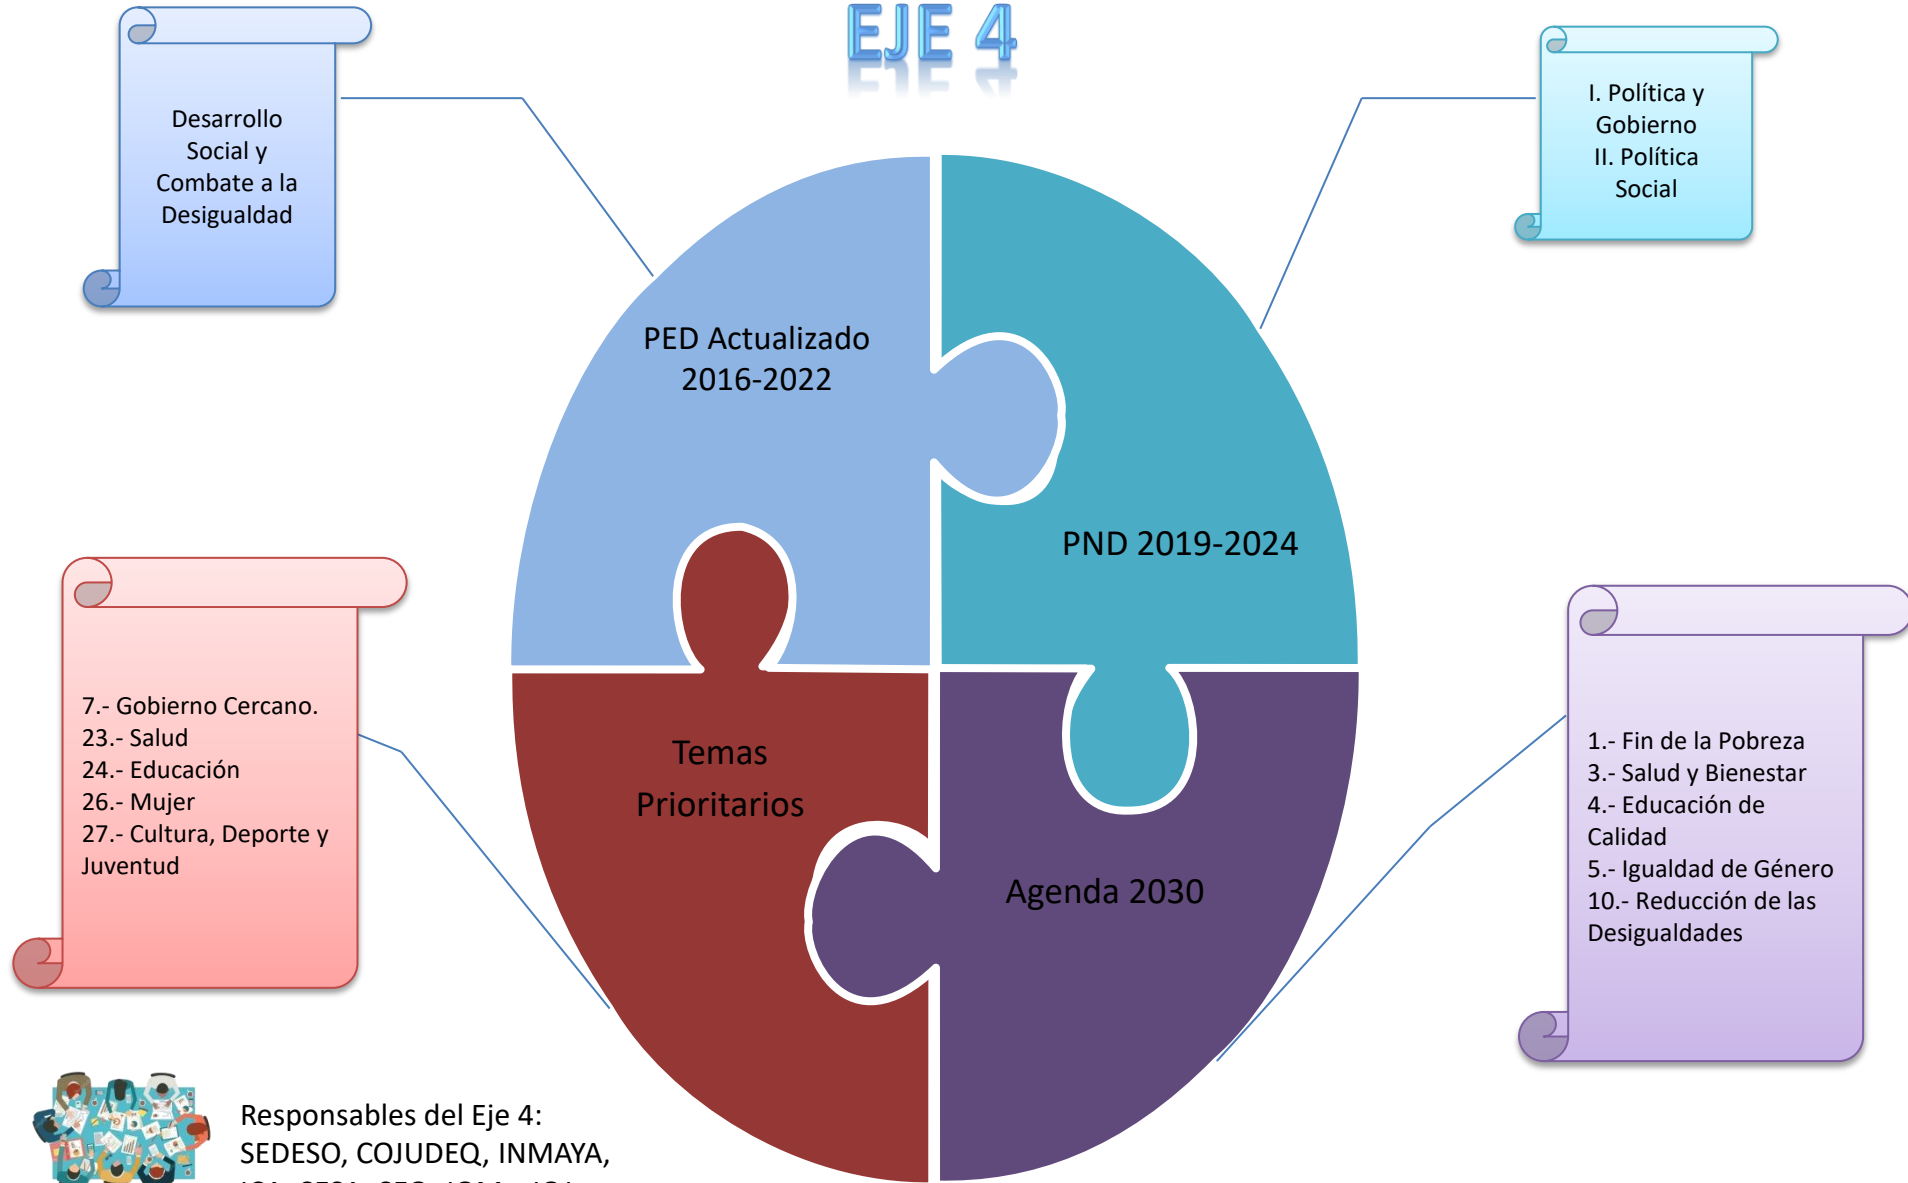 EJE 4
Desarrollo
Social y
Combate a la
Desigualdad
I. Política y
Gobierno
II. Política
Social
PED Actualizado
2016-2022
PND 2019-2024
7.- Gobierno Cercano.
23.- Salud
24.- Educación
26.- Mujer
27.- Cultura, Deporte y
Juventud
Temas
Prioritarios
Agenda 2030
1.- Fin de la Pobreza
3.- Salud y Bienestar
4.- Educación de
Calidad
5.- Igualdad de Género
10.- Reducción de las
Desigualdades
Responsables del Eje 4:
SEDESO, COJUDEQ, INMAYA,